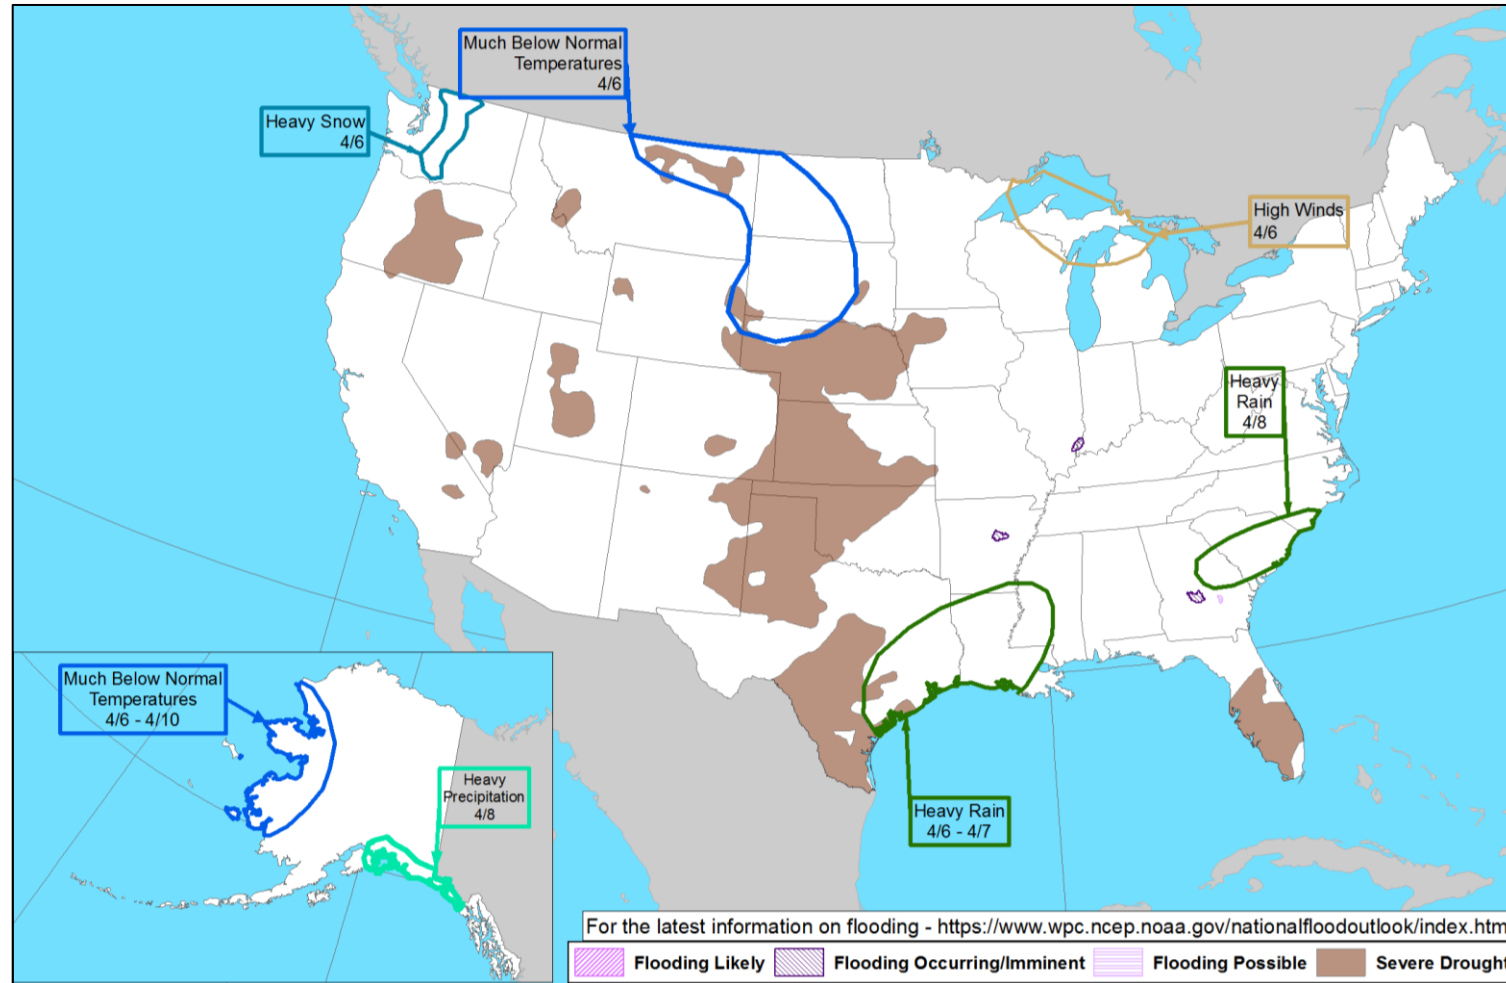 Much Below Normal
Temperatures
4/6
Heavy Snow
4/6
High Winds
4/6
Heavy
Rain
4/8
Much Below Normal
Temperatures
4/6 - 4/10
Heavy
Precipitation
4/8
Heavy Rain
4/6 - 4/7
For the latest information on flooding - https://www.wpc.ncep.noaa.gov/nationalfloodoutlook/index.htm
Flooding Likely Flooding Occurring/Imminent Flooding Possible Severe Drought